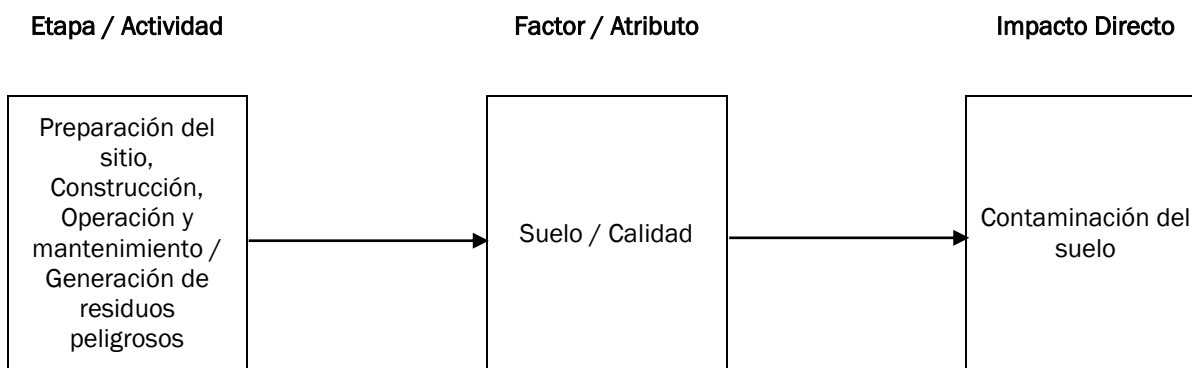 Etapa / Actividad
Factor / Atributo
Impacto Directo
Preparación del
sitio,
Construcción,
Operación y
mantenimiento /
Generación de
residuos
peligrosos
Suelo / Calidad
Contaminación del
suelo